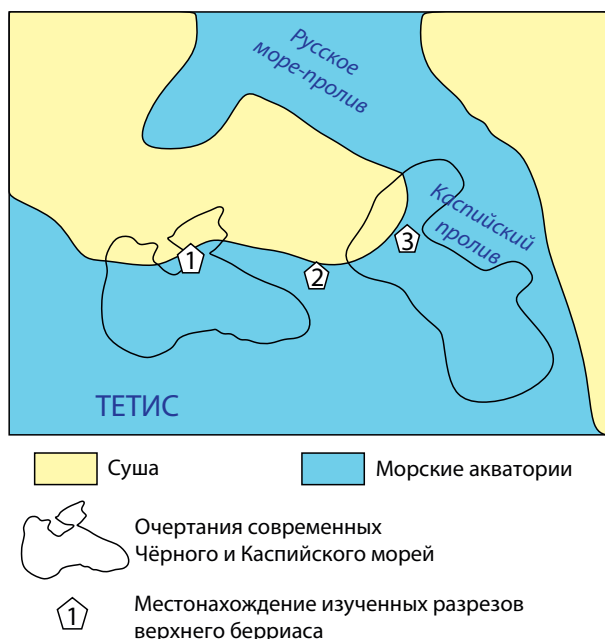 Русское
море-пролив
Каспийский
пролив
1
2
3
ТЕТИС
Суша
Морские акватории
Очертания современных
Чёрного и Каспийского морей
1
Местонахождение изученных разрезов
верхнего берриаса